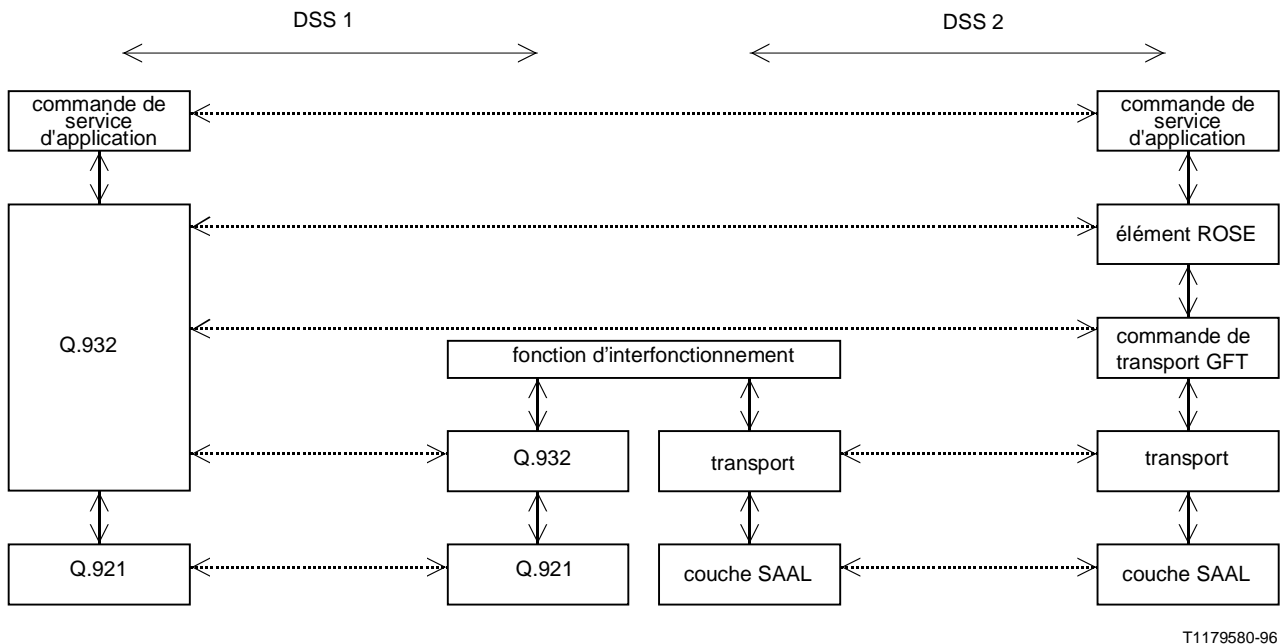 DSS 1
DSS 2
commande de
service
d'application
commande de
service
d'application
élément ROSE
Q.932
commande de
transport GFT
fonction d'interfonctionnement
Q.932
transport
transport
Q.921
Q.921
couche SAAL
couche SAAL
T1179580-96